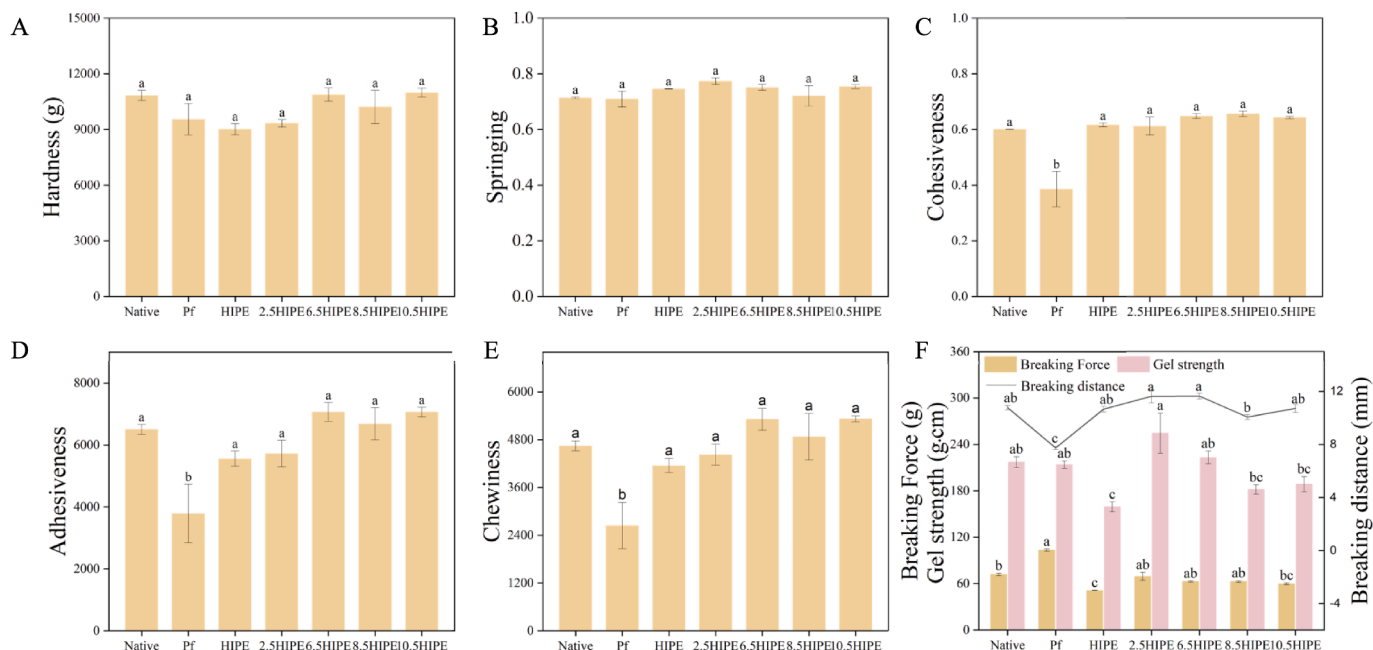 A
Hardness (g)
15000
12000
9000
6000
3000
0
a a a a a a a
Native Pf HIPE 2.5HIPE 6.5HIPE 8.5HIPE 10.5HIPE
B
Springing
1.0
0.8
0.6
0.4
0.2
0.0
a a a a a a a
Native Pf HIPE 2.5HIPE 6.5HIPE 8.5HIPE 10.5HIPE
C
Cohesiveness
1.0
0.8
0.6
0.4
0.2
0.0
a b a a a a a
Native Pf HIPE 2.5HIPE 6.5HIPE 8.5HIPE 10.5HIPE
D
Adhesiveness
8000
6000
4000
2000
0
a b a a a a a
Native Pf HIPE 2.5HIPE 6.5HIPE 8.5HIPE 10.5HIPE
E
Chewiness
6000
4800
3600
2400
1200
0
a b a a a a a
Native Pf HIPE 2.5HIPE 6.5HIPE 8.5HIPE 10.5HIPE
F
Breaking Force (g)
Gel strength (g.cm)
360
300
240
180
120
60
0
Breaking Force Gel strength
Breaking distance
ab c ab a a b ab
ab ab c a ab bc bc
b a c ab ab ab bc
12
8
4
0
-4
Breaking distance (mm)
Native Pf HIPE 2.5HIPE 6.5HIPE 8.5HIPE 10.5HIPE